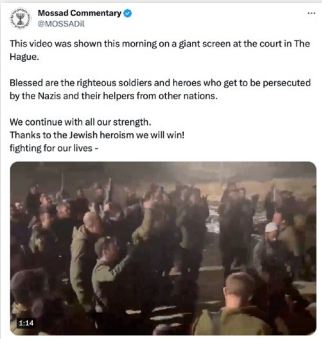 Mossad Commentary
@MOSSADil
This video was shown this morning on a giant screen at the court in The
Hague.
Blessed are the righteous soldiers and heroes who get to be persecuted
by the Nazis and their helpers from other nations.
We continue with all our strength.
Thanks to the Jewish heroism we will win!
fighting for our lives -
1:14